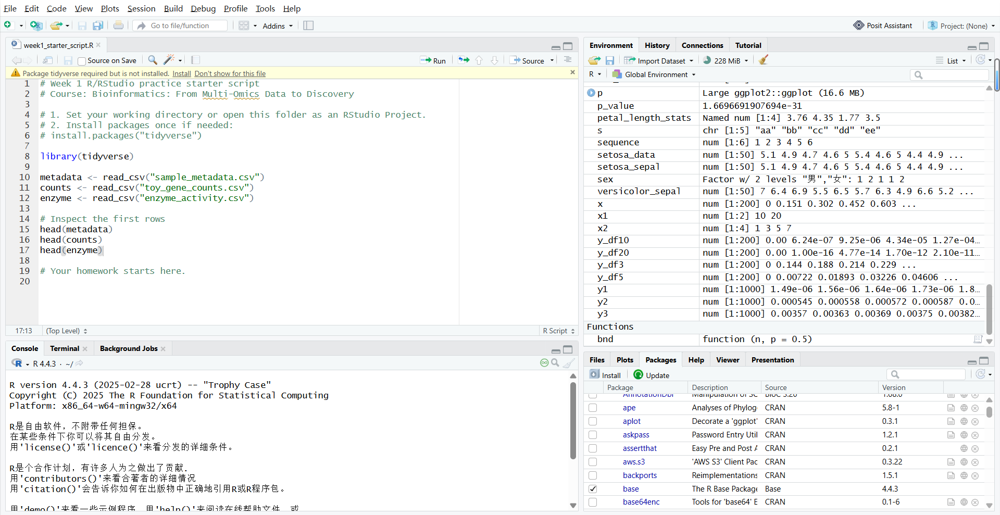 File Edit Code View Plots Session Build Debug Profile Tools Help
Go to file/function Addins Posit Assistant Project: (None)
week1_starter_script.R
Source on Save Run Source
Package tidyverse required but is not installed. Install Don't show for this file
1 # Week 1 R/RStudio practice starter script
2 # Course: Bioinformatics: From Multi-Omics Data to Discovery
3
4 # 1. Set your working directory or open this folder as an RStudio Project.
5 # 2. Install packages once if needed:
6 # install.packages("tidyverse")
7
8 library(tidyverse)
9
10 metadata <- read_csv("sample_metadata.csv")
11 counts <- read_csv("toy_gene_counts.csv")
12 enzyme <- read_csv("enzyme_activity.csv")
13
14 # Inspect the first rows
15 head(metadata)
16 head(counts)
17 head(enzyme)
18
19 # Your homework starts here.
20
17:13 (Top Level) R Script
Console Terminal Background Jobs
R 4.4.3 · ~/
R version 4.4.3 (2025-02-28 ucrt) -- "Trophy Case"
Copyright (C) 2025 The R Foundation for Statistical Computing
Platform: x86_64-w64-mingw32/x64
R是自由软件，不附带任何担保。
在某些条件下你可以将其自由分发。
用'license()'或'licence()'来看分发的详细条件。
R是个合作计划，有许多人为之做出了贡献.
用'contributors()'来看合著者的详细情况
用'citation()'会告诉你如何在出版物中正确地引用R或R程序包。
用'demo()'来看一些示例程序，用'help()'来阅读在线帮助文件，或
Environment History Connections Tutorial
Import Dataset 228 MiB List
R Global Environment
p Large ggplot2::ggplot (16.6 MB)
p_value 1.6696691907694e-31
petal_length_stats Named num [1:4] 3.76 4.35 1.77 3.5
s chr [1:5] "aa" "bb" "cc" "dd" "ee"
sequence num [1:6] 1 2 3 4 5 6
setosa_data num [1:50] 5.1 4.9 4.7 4.6 5 5.4 4.6 5 4.4 4.9 ...
setosa_sepal num [1:50] 5.1 4.9 4.7 4.6 5 5.4 4.6 5 4.4 4.9 ...
sex Factor w/ 2 levels "男","女": 1 2 1 1 2
versicolor_sepal num [1:50] 7 6.4 6.9 5.5 6.5 5.7 6.3 4.9 6.6 5.2 ...
x num [1:200] 0 0.151 0.302 0.452 0.603 ...
x1 num [1:2] 10 20
x2 num [1:4] 1 3 5 7
y_df10 num [1:200] 0.00 6.24e-07 9.25e-06 4.34e-05 1.27e-04…
y_df20 num [1:200] 0.00 1.00e-16 4.77e-14 1.70e-12 2.10e-11…
y_df3 num [1:200] 0 0.144 0.188 0.214 0.229 ...
y_df5 num [1:200] 0 0.00722 0.01893 0.03226 0.04606 ...
y1 num [1:1000] 1.49e-06 1.56e-06 1.64e-06 1.73e-06 1.8…
y2 num [1:1000] 0.000545 0.000558 0.000572 0.000587 0.0…
y3 num [1:1000] 0.00357 0.00363 0.00369 0.00375 0.00382…
Functions
bnd function (n, p = 0.5)
Files Plots Packages Help Viewer Presentation
Install Update
Package Description Source Version
AnnotationDbi Manipulation of SC Bioc 3.20 1.68.0
ape Analyses of Phylog CRAN 5.8-1
aplot Decorate a 'ggplot' CRAN 0.3.1
askpass Password Entry Util CRAN 1.2.1
assertthat Easy Pre and Post A CRAN 0.2.1
aws.s3 'AWS S3' Client Pac CRAN 0.3.22
backports Reimplementations CRAN 1.5.1
base The R Base Package Base 4.4.3
base64enc Tools for 'base64' E CRAN 0.1-6